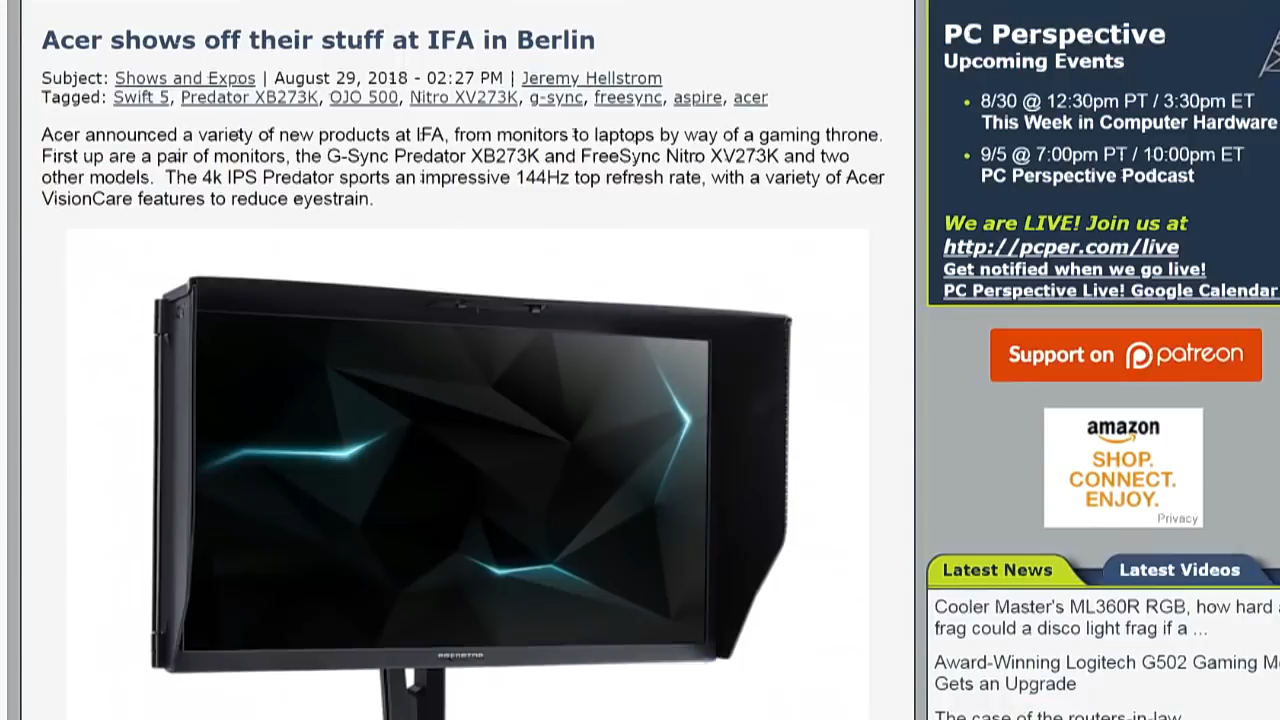 Acer shows off their stuff at IFA in Berlin
Subject: Shows and Expos | August 29, 2018 - 02:27 PM | Jeremy Hellstrom
Tagged: Swift 5, Predator XB273K, OJO 500, Nitro XV273K, g-sync, freesync, aspire, acer
Acer announced a variety of new products at IFA, from monitors to laptops by way of a gaming throne.
First up are a pair of monitors, the G-Sync Predator XB273K and FreeSync Nitro XV273K and two
other models. The 4k IPS Predator sports an impressive 144Hz top refresh rate, with a variety of Acer
VisionCare features to reduce eyestrain.
PREDATOR
PC Perspective
Upcoming Events
• 8/30 @ 12:30pm PT / 3:30pm ET
This Week in Computer Hardware
• 9/5 @ 7:00pm PT / 10:00pm ET
PC Perspective Podcast
We are LIVE! Join us at
http://pcper.com/live
Get notified when we go live!
PC Perspective Live! Google Calendar
Support on patreon
amazon
SHOP.
CONNECT.
ENJOY.
Privacy
Latest News Latest Videos
Cooler Master's ML360R RGB, how hard
frag could a disco light frag if a ...
Award-Winning Logitech G502 Gaming
Gets an Upgrade
The case of the routers-in-law